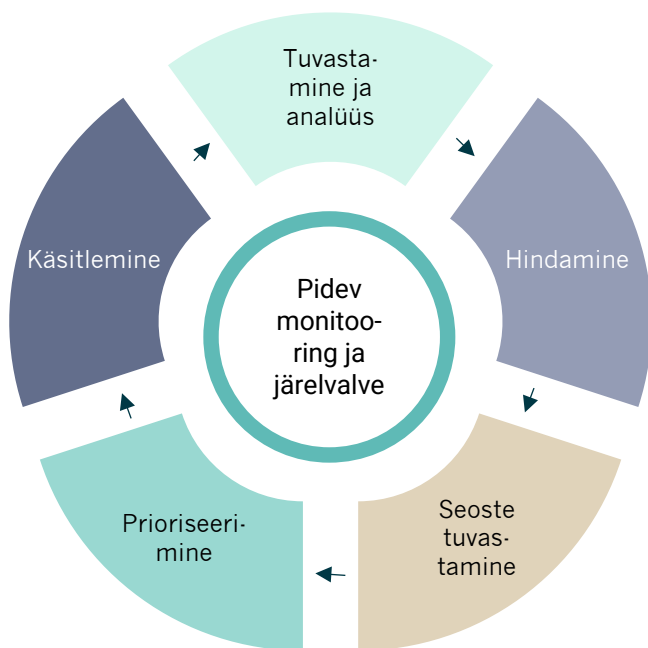 Tuvasta-
mine ja
analüüs
Hindamine
Seoste
tuvas-
tamine
Prioriseeri-
mine
Käsitlemine
Pidev
monitoo-
ring ja
järelvalve